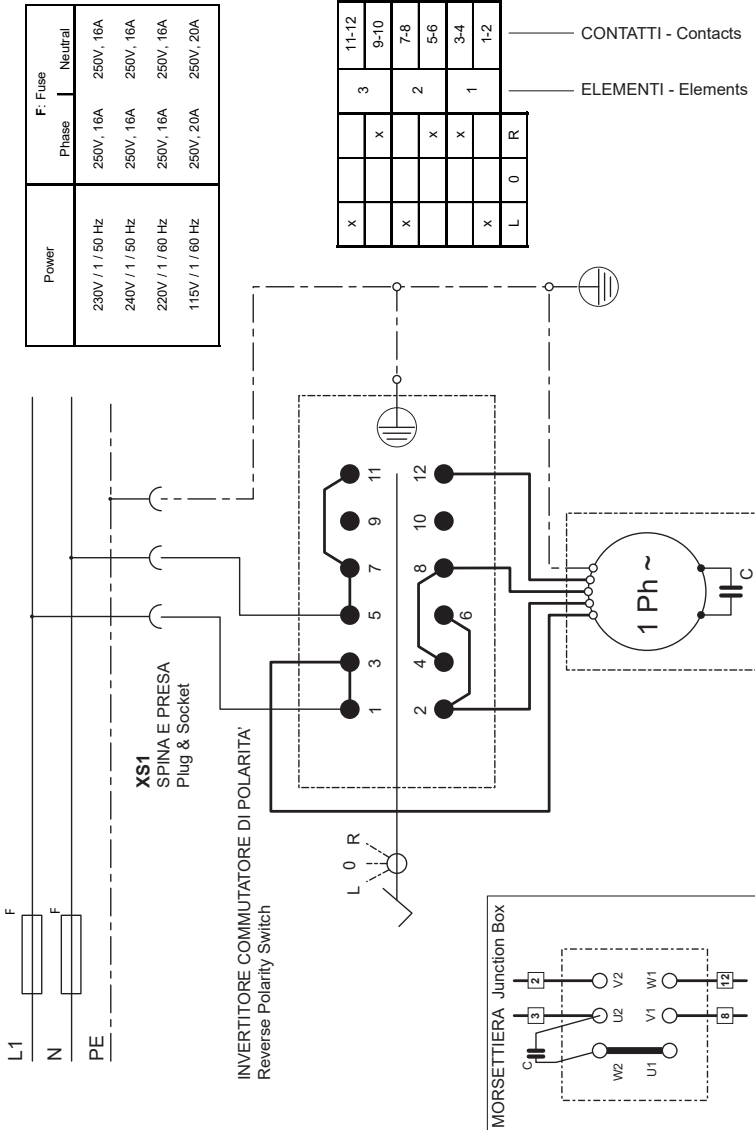 L1
F
N
F
PE
Power
F: Fuse
Phase | Neutral
230V / 1 / 50 Hz 250V, 16A 250V, 16A
240V / 1 / 50 Hz 250V, 16A 250V, 16A
220V / 1 / 60 Hz 250V, 16A 250V, 16A
115V / 1 / 60 Hz 250V, 20A 250V, 20A
XS1
SPINA E PRESA
Plug & Socket
INVERTITORE COMMUTATORE DI POLARITA'
Reverse Polarity Switch
L 0 R
1 3 5 7 9 11
2 4 6 8 10 12
x 3 11-12
x 9-10
x 2 7-8
x 5-6
x 1 3-4
x 1-2
L 0 R
CONTATTI - Contacts
ELEMENTI - Elements
MORSETTIERA Junction Box
C
3 2
W2 U2 V2
U1 V1 W1
8 12
1 Ph ~
C